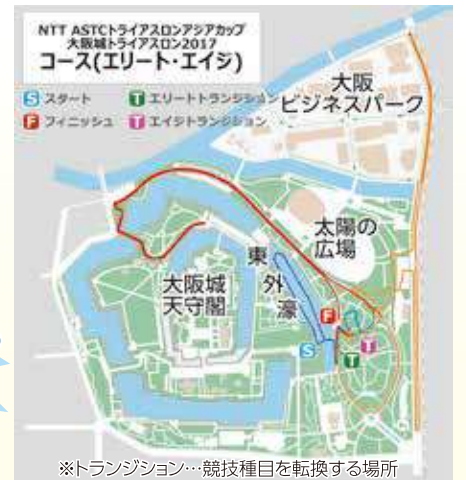 NTT ASTCトライアスロンアジアカップ
大阪城トライアスロン2017
コース(エリート・エイジ)
S スタート T エリートトランジション
F フィニッシュ T エイジトランジション
大阪
ビジネスパーク
太陽の
広場
東
外
濠
大阪城
天守閣
F
S
T
T
※トランジション…競技種目を転換する場所